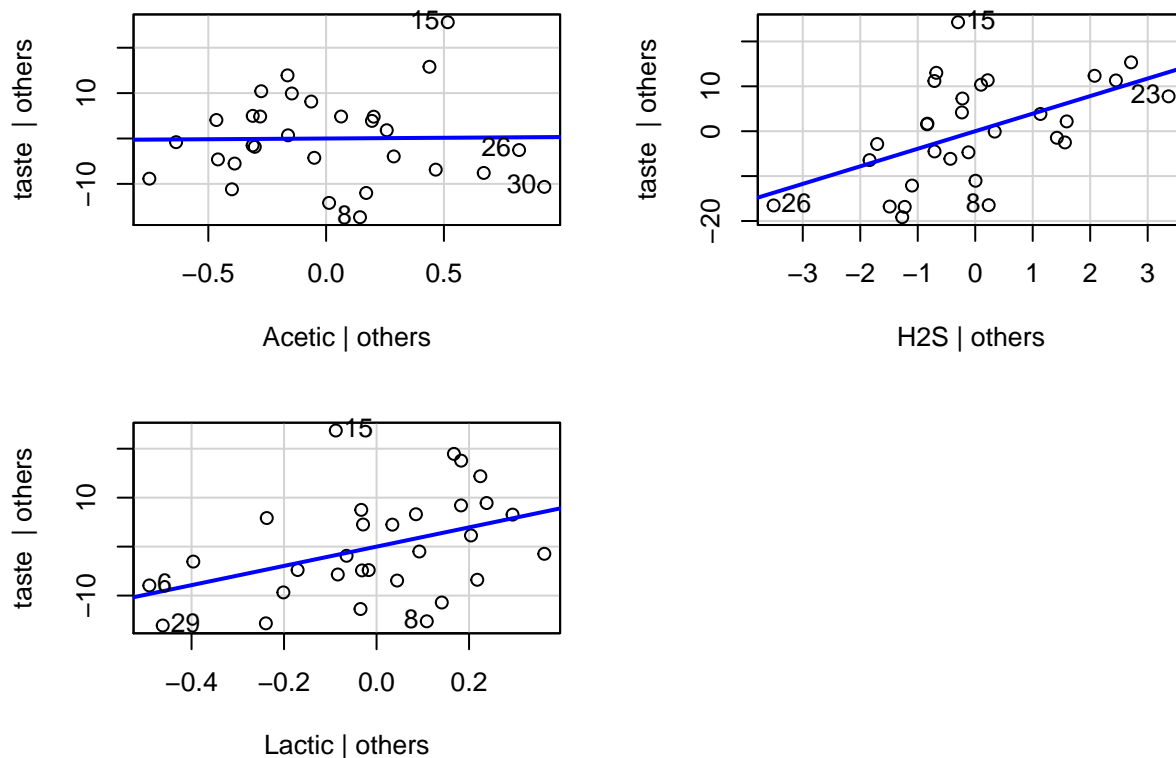 15
26
30
8
−10
10
taste | others
−0.5 0.0 0.5
Acetic | others
15
23
26
8
−20
0
10
taste | others
−3 −2 −1 0 1 2 3
H2S | others
15
6
29
8
−10
10
taste | others
−0.4 −0.2 0.0 0.2
Lactic | others